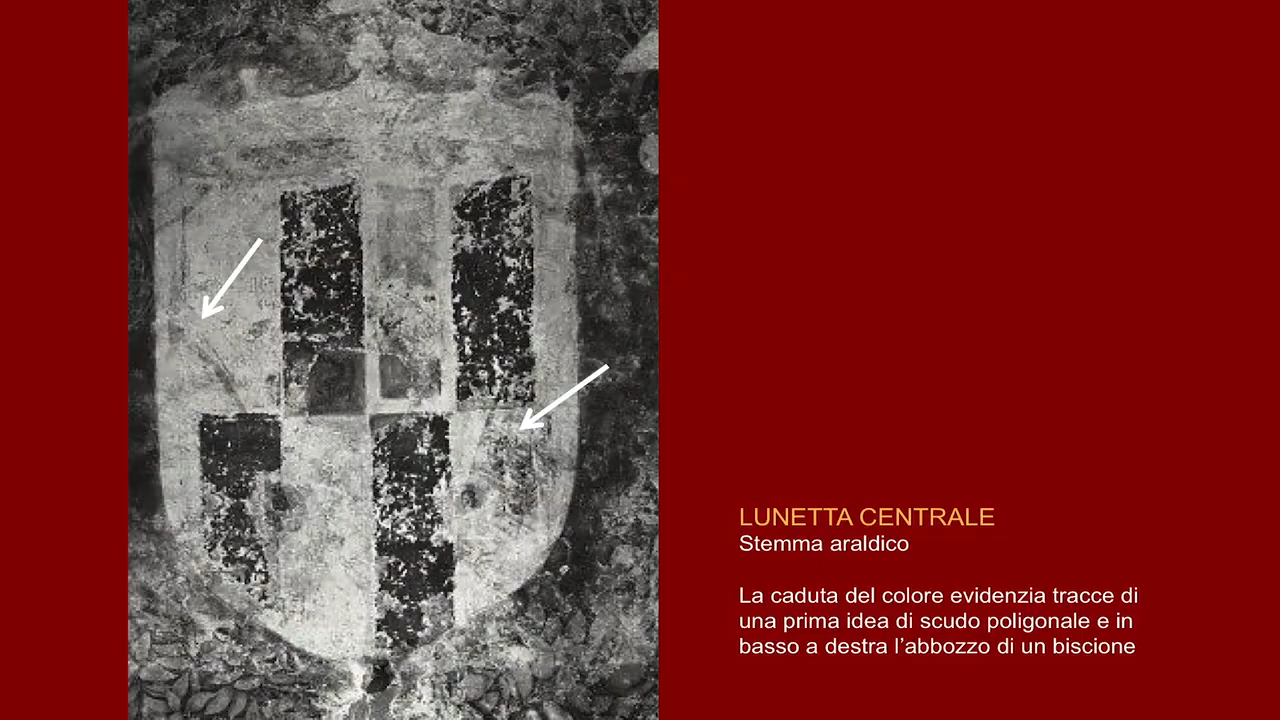 LUNETTA CENTRALE
Stemma araldico
La caduta del colore evidenzia tracce di
una prima idea di scudo poligonale e in
basso a destra l’abbozzo di un biscione